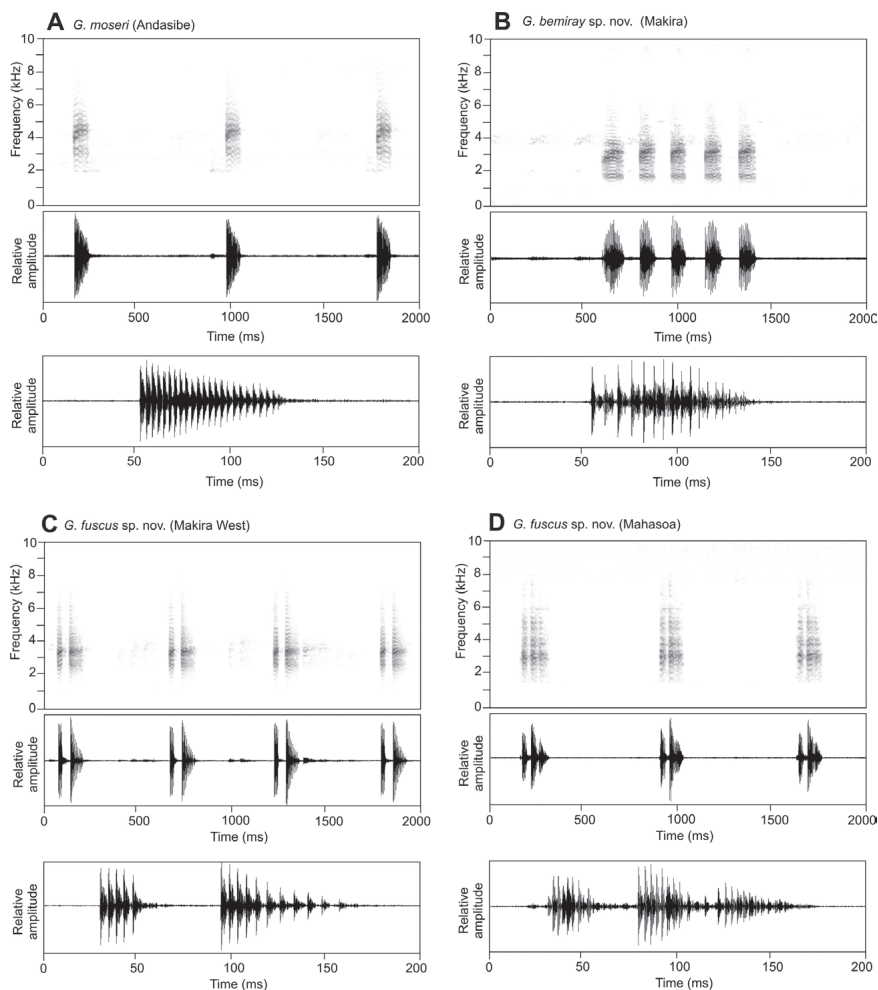 A G. moseri (Andasibe)
10
8
6
4
2
0
Frequency (kHz)
Relative
amplitude
0 500 1000 1500 2000
Time (ms)
Relative
amplitude
0 50 100 150 200
Time (ms)
B G. bemiray sp. nov. (Makira)
10
8
6
4
2
0
Frequency (kHz)
Relative
amplitude
0 500 1000 1500 2000
Time (ms)
Relative
amplitude
0 50 100 150 200
Time (ms)
C G. fuscus sp. nov. (Makira West)
10
8
6
4
2
0
Frequency (kHz)
Relative
amplitude
0 500 1000 1500 2000
Time (ms)
Relative
amplitude
0 50 100 150 200
Time (ms)
D G. fuscus sp. nov. (Mahasoa)
10
8
6
4
2
0
Frequency (kHz)
Relative
amplitude
0 500 1000 1500 2000
Time (ms)
Relative
amplitude
0 50 100 150 200
Time (ms)